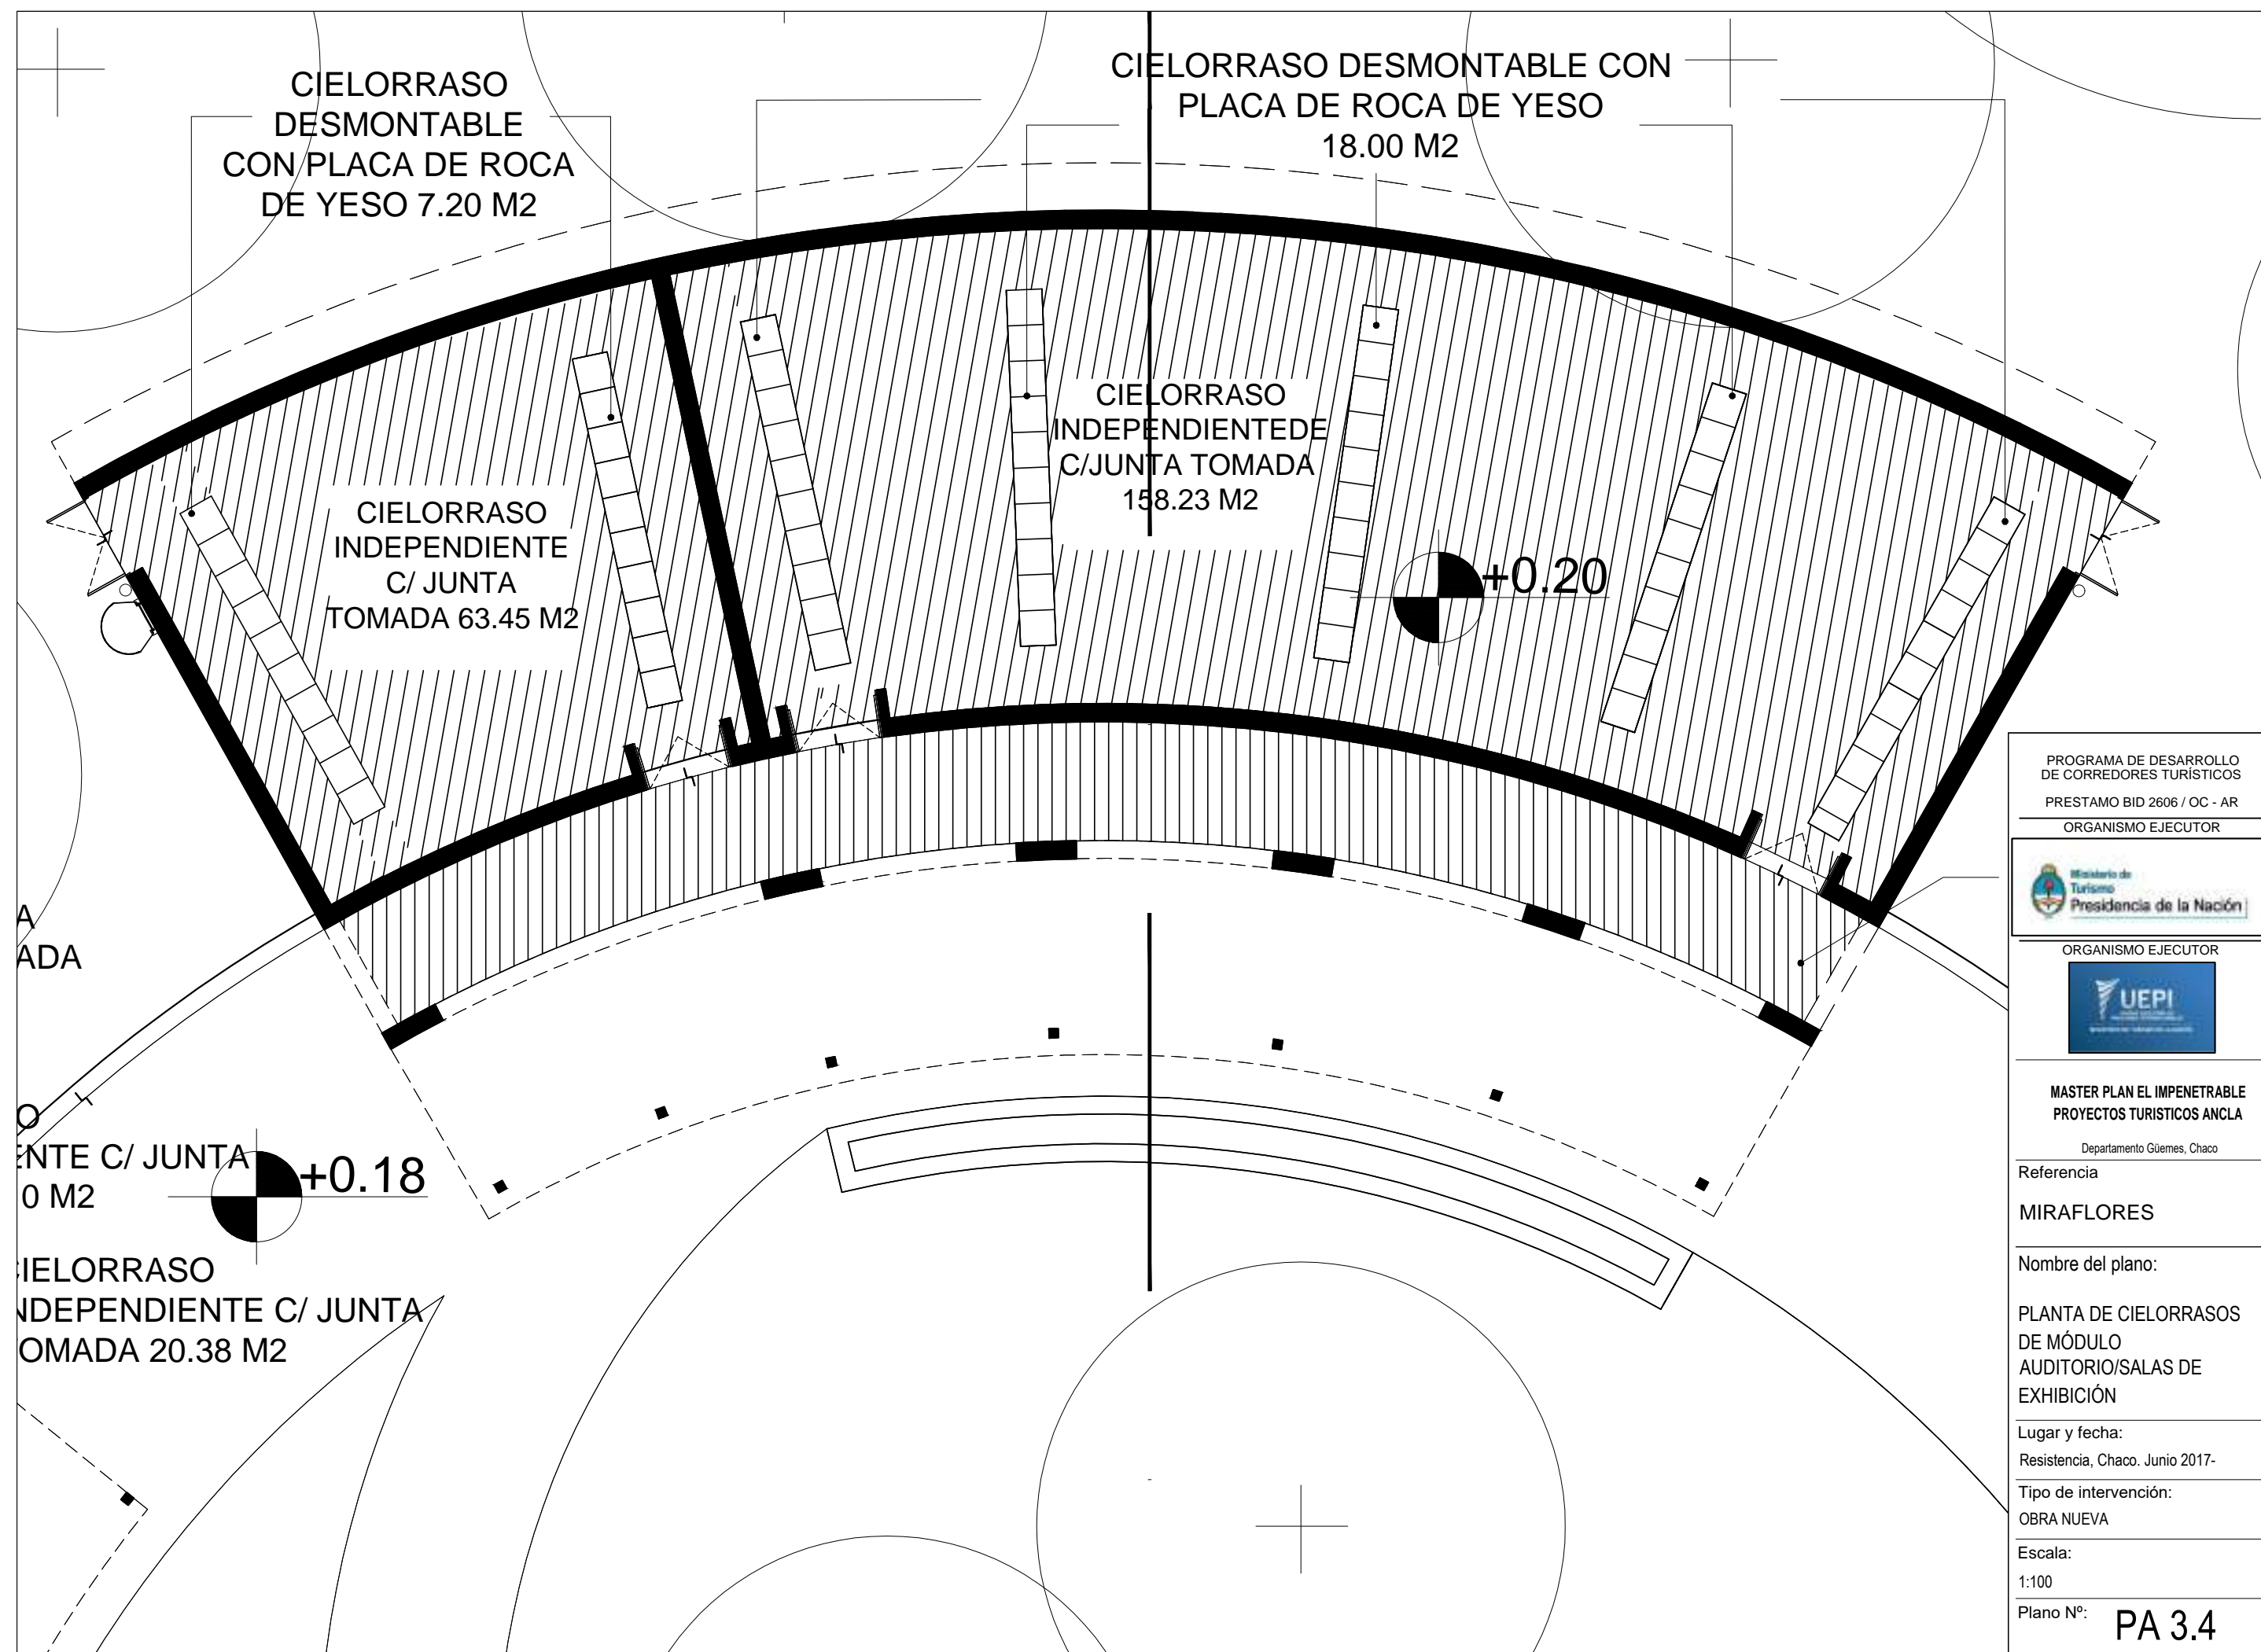 CIELORRASO
DESMONTABLE
CON PLACA DE ROCA
DE YESO 7.20 M2
CIELORRASO DESMONTABLE CON
PLACA DE ROCA DE YESO
18.00 M2
CIELORRASO
INDEPENDIENTE
C/ JUNTA
TOMADA 63.45 M2
CIELORRASO
INDEPENDIENTEDE
C/JUNTA TOMADA
158.23 M2
+0.20
A
ADA
O
ENTE C/ JUNTA
0 M2
+0.18
CIELORRASO
NDEPENDIENTE C/ JUNTA
OMADA 20.38 M2
PROGRAMA DE DESARROLLO
DE CORREDORES TURÍSTICOS
PRESTAMO BID 2606 / OC - AR
ORGANISMO EJECUTOR
Ministerio de
Turismo
Presidencia de la Nación
ORGANISMO EJECUTOR
UEPI
MASTER PLAN EL IMPENETRABLE
PROYECTOS TURISTICOS ANCLA
Departamento Güemes, Chaco
Referencia
MIRAFLORES
Nombre del plano:
PLANTA DE CIELORRASOS
DE MÓDULO
AUDITORIO/SALAS DE
EXHIBICIÓN
Lugar y fecha:
Resistencia, Chaco. Junio 2017-
Tipo de intervención:
OBRA NUEVA
Escala:
1:100
Plano Nº:
PA 3.4